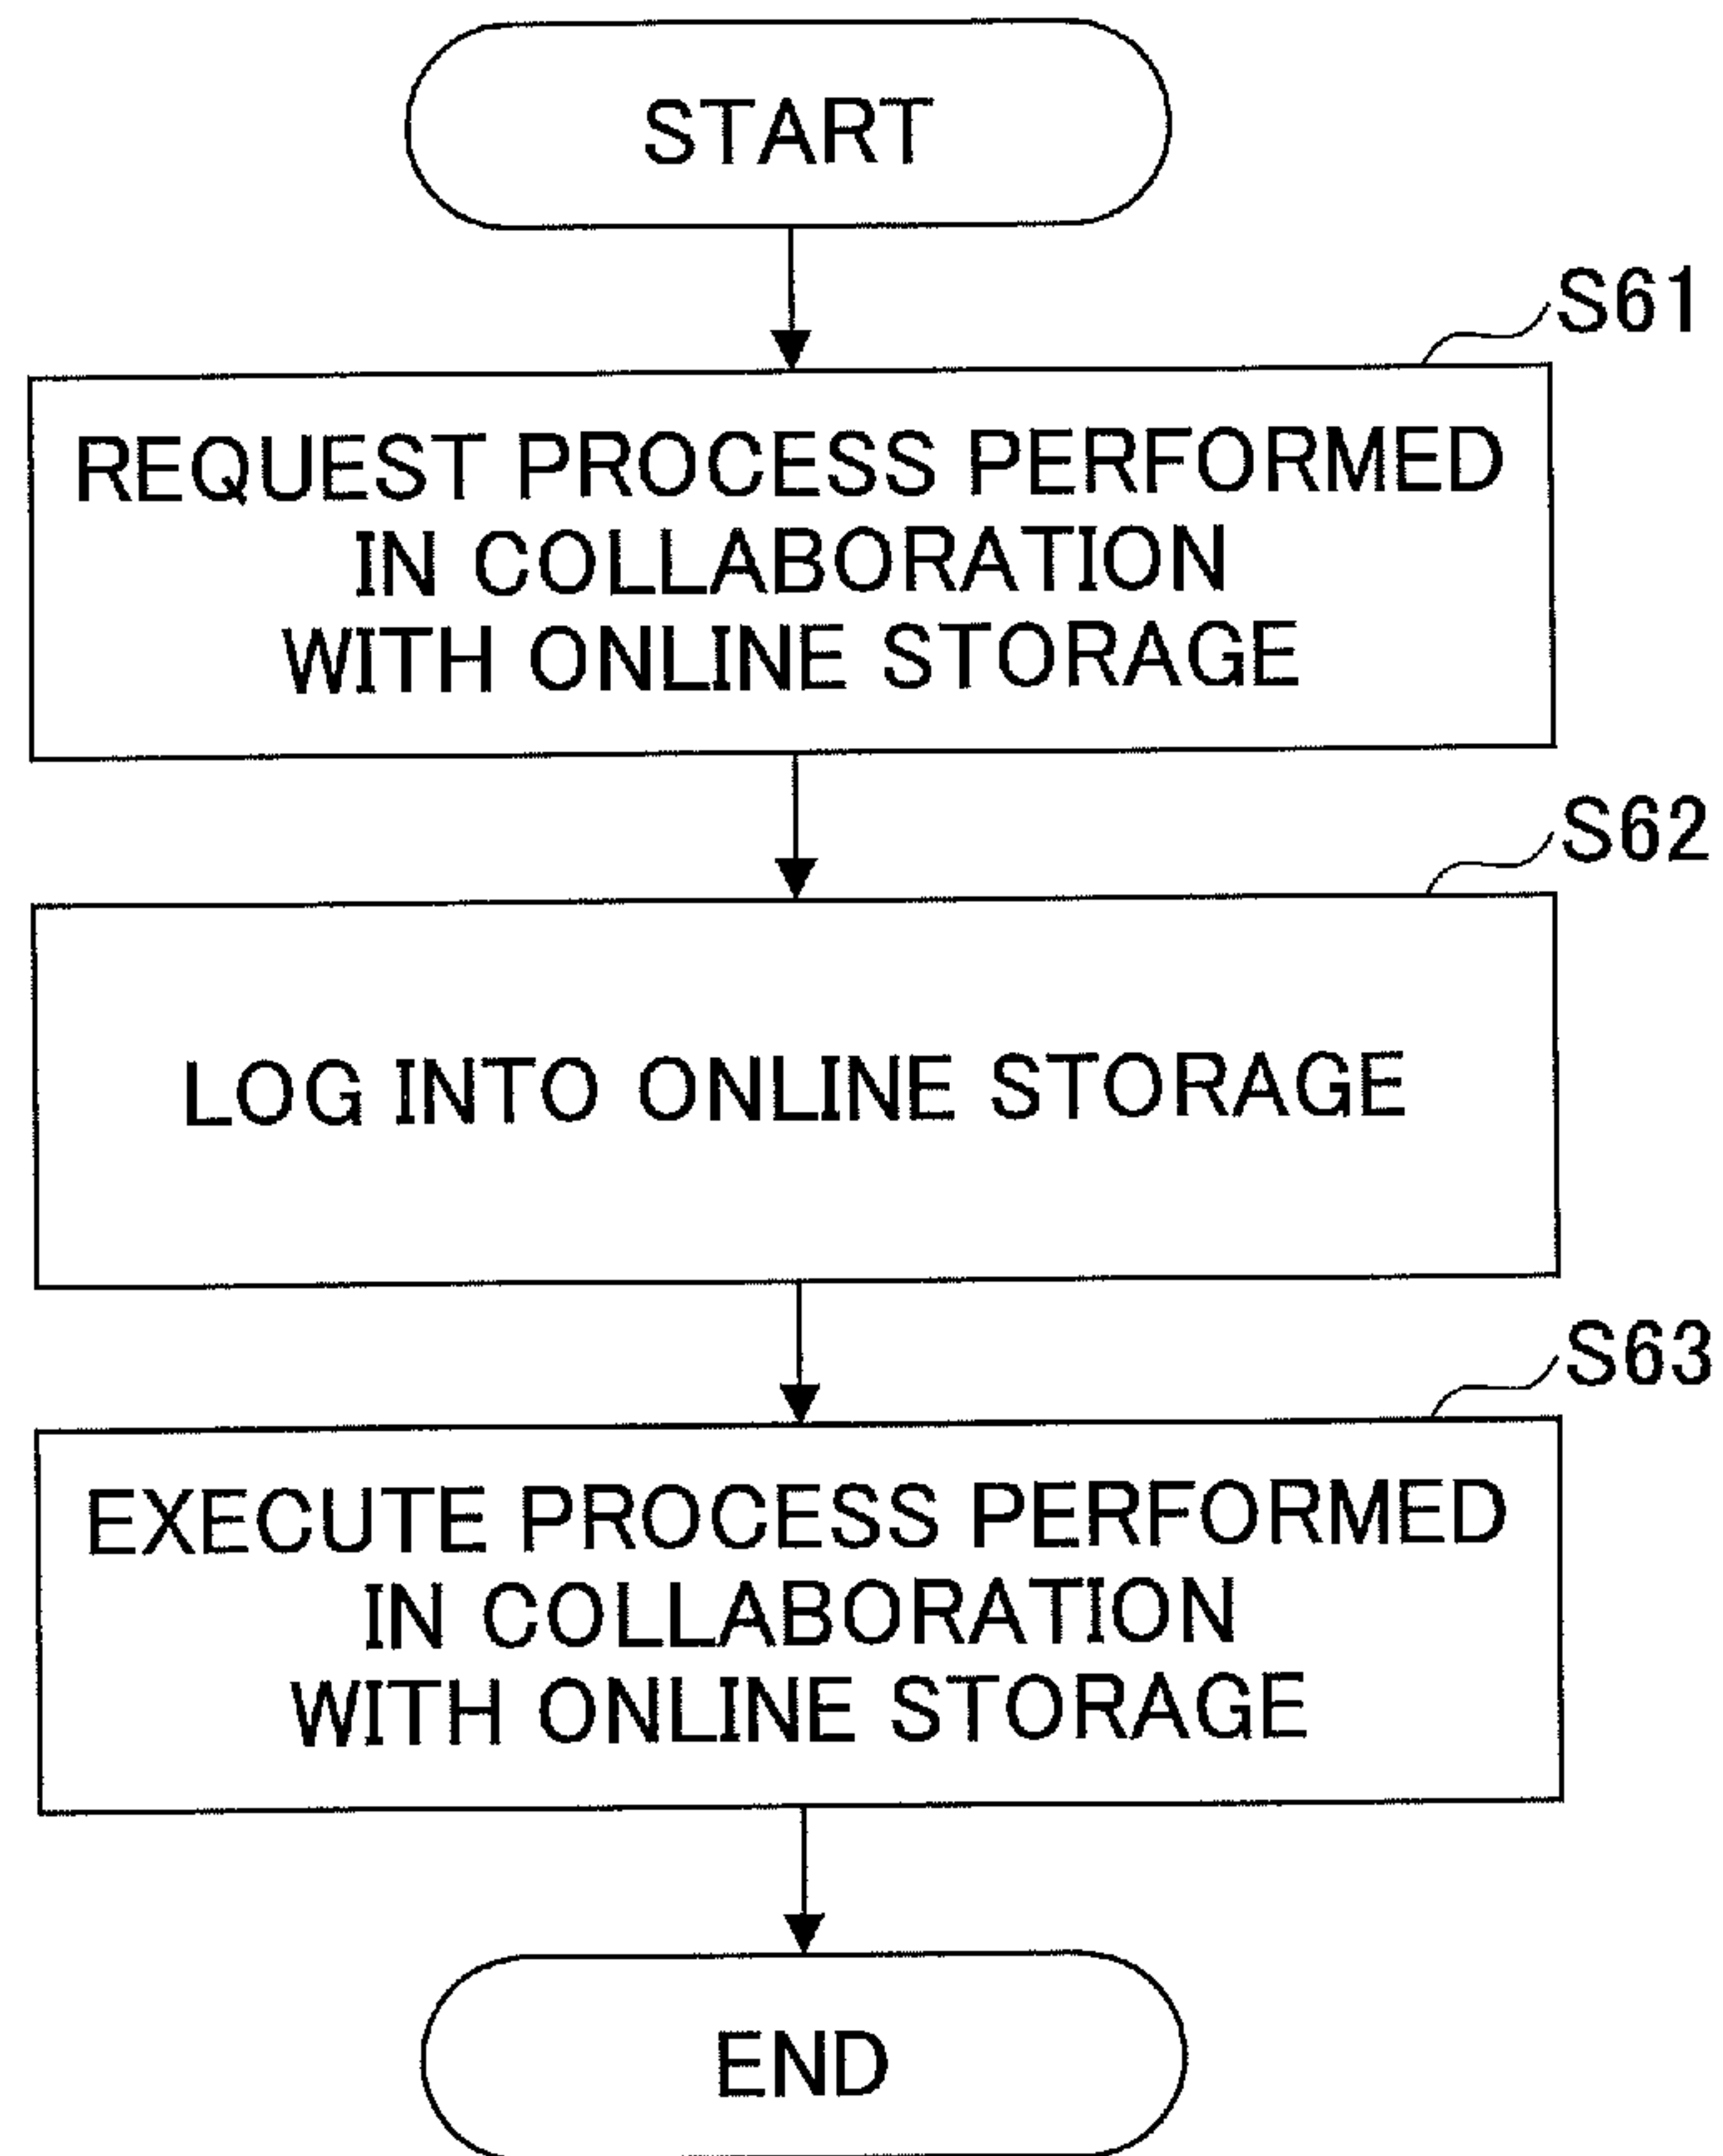 START
S61
REQUEST PROCESS PERFORMED
IN COLLABORATION
WITH ONLINE STORAGE
S62
LOG INTO ONLINE STORAGE
S63
EXECUTE PROCESS PERFORMED
IN COLLABORATION
WITH ONLINE STORAGE
END